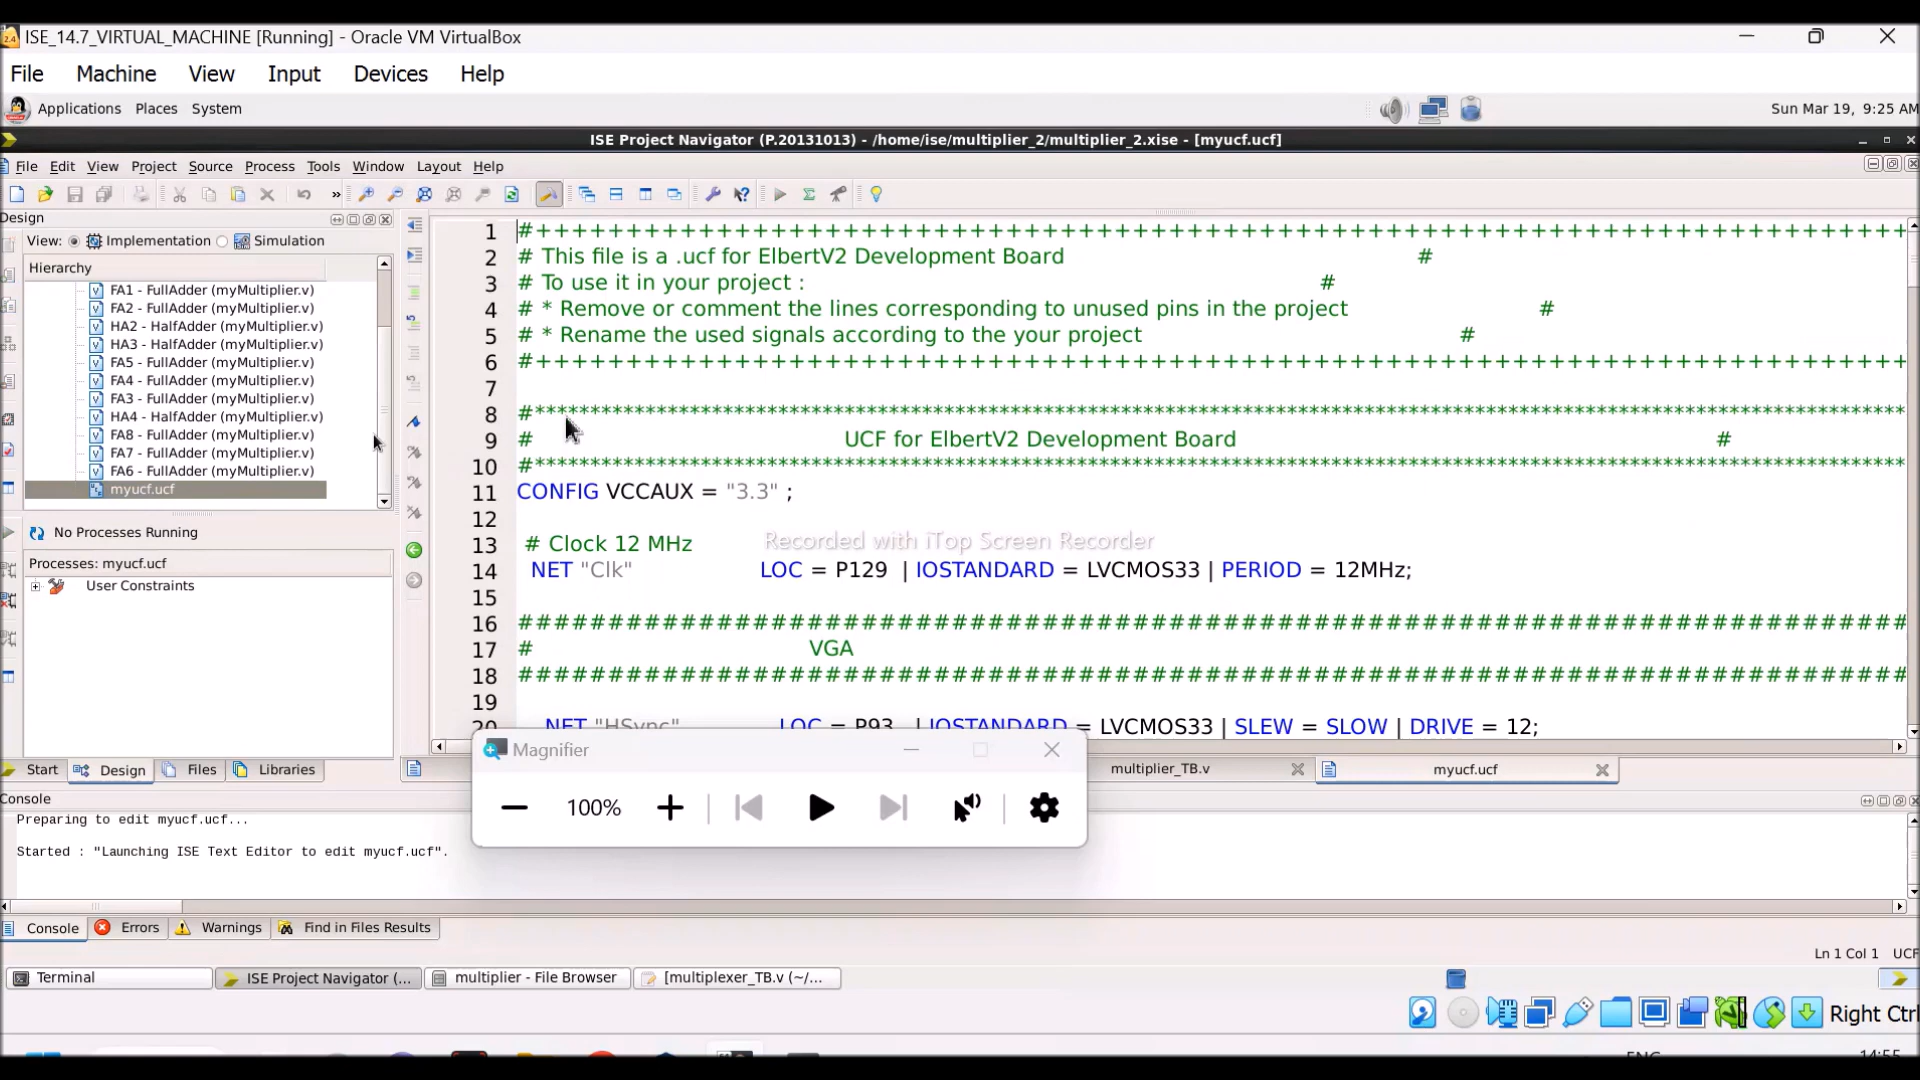 ISE_14.7_VIRTUAL_MACHINE [Running] - Oracle VM VirtualBox
File Machine View Input Devices Help
Applications Places System
Sun Mar 19, 9:25 AM
ISE Project Navigator (P.20131013) - /home/ise/multiplier_2/multiplier_2.xise - [myucf.ucf]
File Edit View Project Source Process Tools Window Layout Help
Design
View: Implementation Simulation
Hierarchy
FA1 - FullAdder (myMultiplier.v)
FA2 - FullAdder (myMultiplier.v)
HA2 - HalfAdder (myMultiplier.v)
HA3 - HalfAdder (myMultiplier.v)
FA5 - FullAdder (myMultiplier.v)
FA4 - FullAdder (myMultiplier.v)
FA3 - FullAdder (myMultiplier.v)
HA4 - HalfAdder (myMultiplier.v)
FA8 - FullAdder (myMultiplier.v)
FA7 - FullAdder (myMultiplier.v)
FA6 - FullAdder (myMultiplier.v)
myucf.ucf
No Processes Running
Processes: myucf.ucf
User Constraints
Start Design Files Libraries
1 #++++++++++++++++++++++++++++++++++++++++++++++++++++++++++++++++++++++++++++
2 # This file is a .ucf for ElbertV2 Development Board #
3 # To use it in your project : #
4 # * Remove or comment the lines corresponding to unused pins in the project #
5 # * Rename the used signals according to the your project #
6 #++++++++++++++++++++++++++++++++++++++++++++++++++++++++++++++++++++++++++++
7
8 #****************************************************************************
9 # UCF for ElbertV2 Development Board #
10 #****************************************************************************
11 CONFIG VCCAUX = "3.3" ;
12
13 # Clock 12 MHz
Recorded with iTop Screen Recorder
14 NET "Clk" LOC = P129 | IOSTANDARD = LVCMOS33 | PERIOD = 12MHz;
15
16 #############################################################################
17 # VGA
18 #############################################################################
19
20 NET "HSync" LOC = P93 | IOSTANDARD = LVCMOS33 | SLEW = SLOW | DRIVE = 12;
multiplier_TB.v myucf.ucf
Magnifier
100%
Console
Preparing to edit myucf.ucf...
Started : "Launching ISE Text Editor to edit myucf.ucf".
Console Errors Warnings Find in Files Results
Ln 1 Col 1 UCF
Terminal ISE Project Navigator (... multiplier - File Browser [multiplexer_TB.v (~/...
Right Ctrl